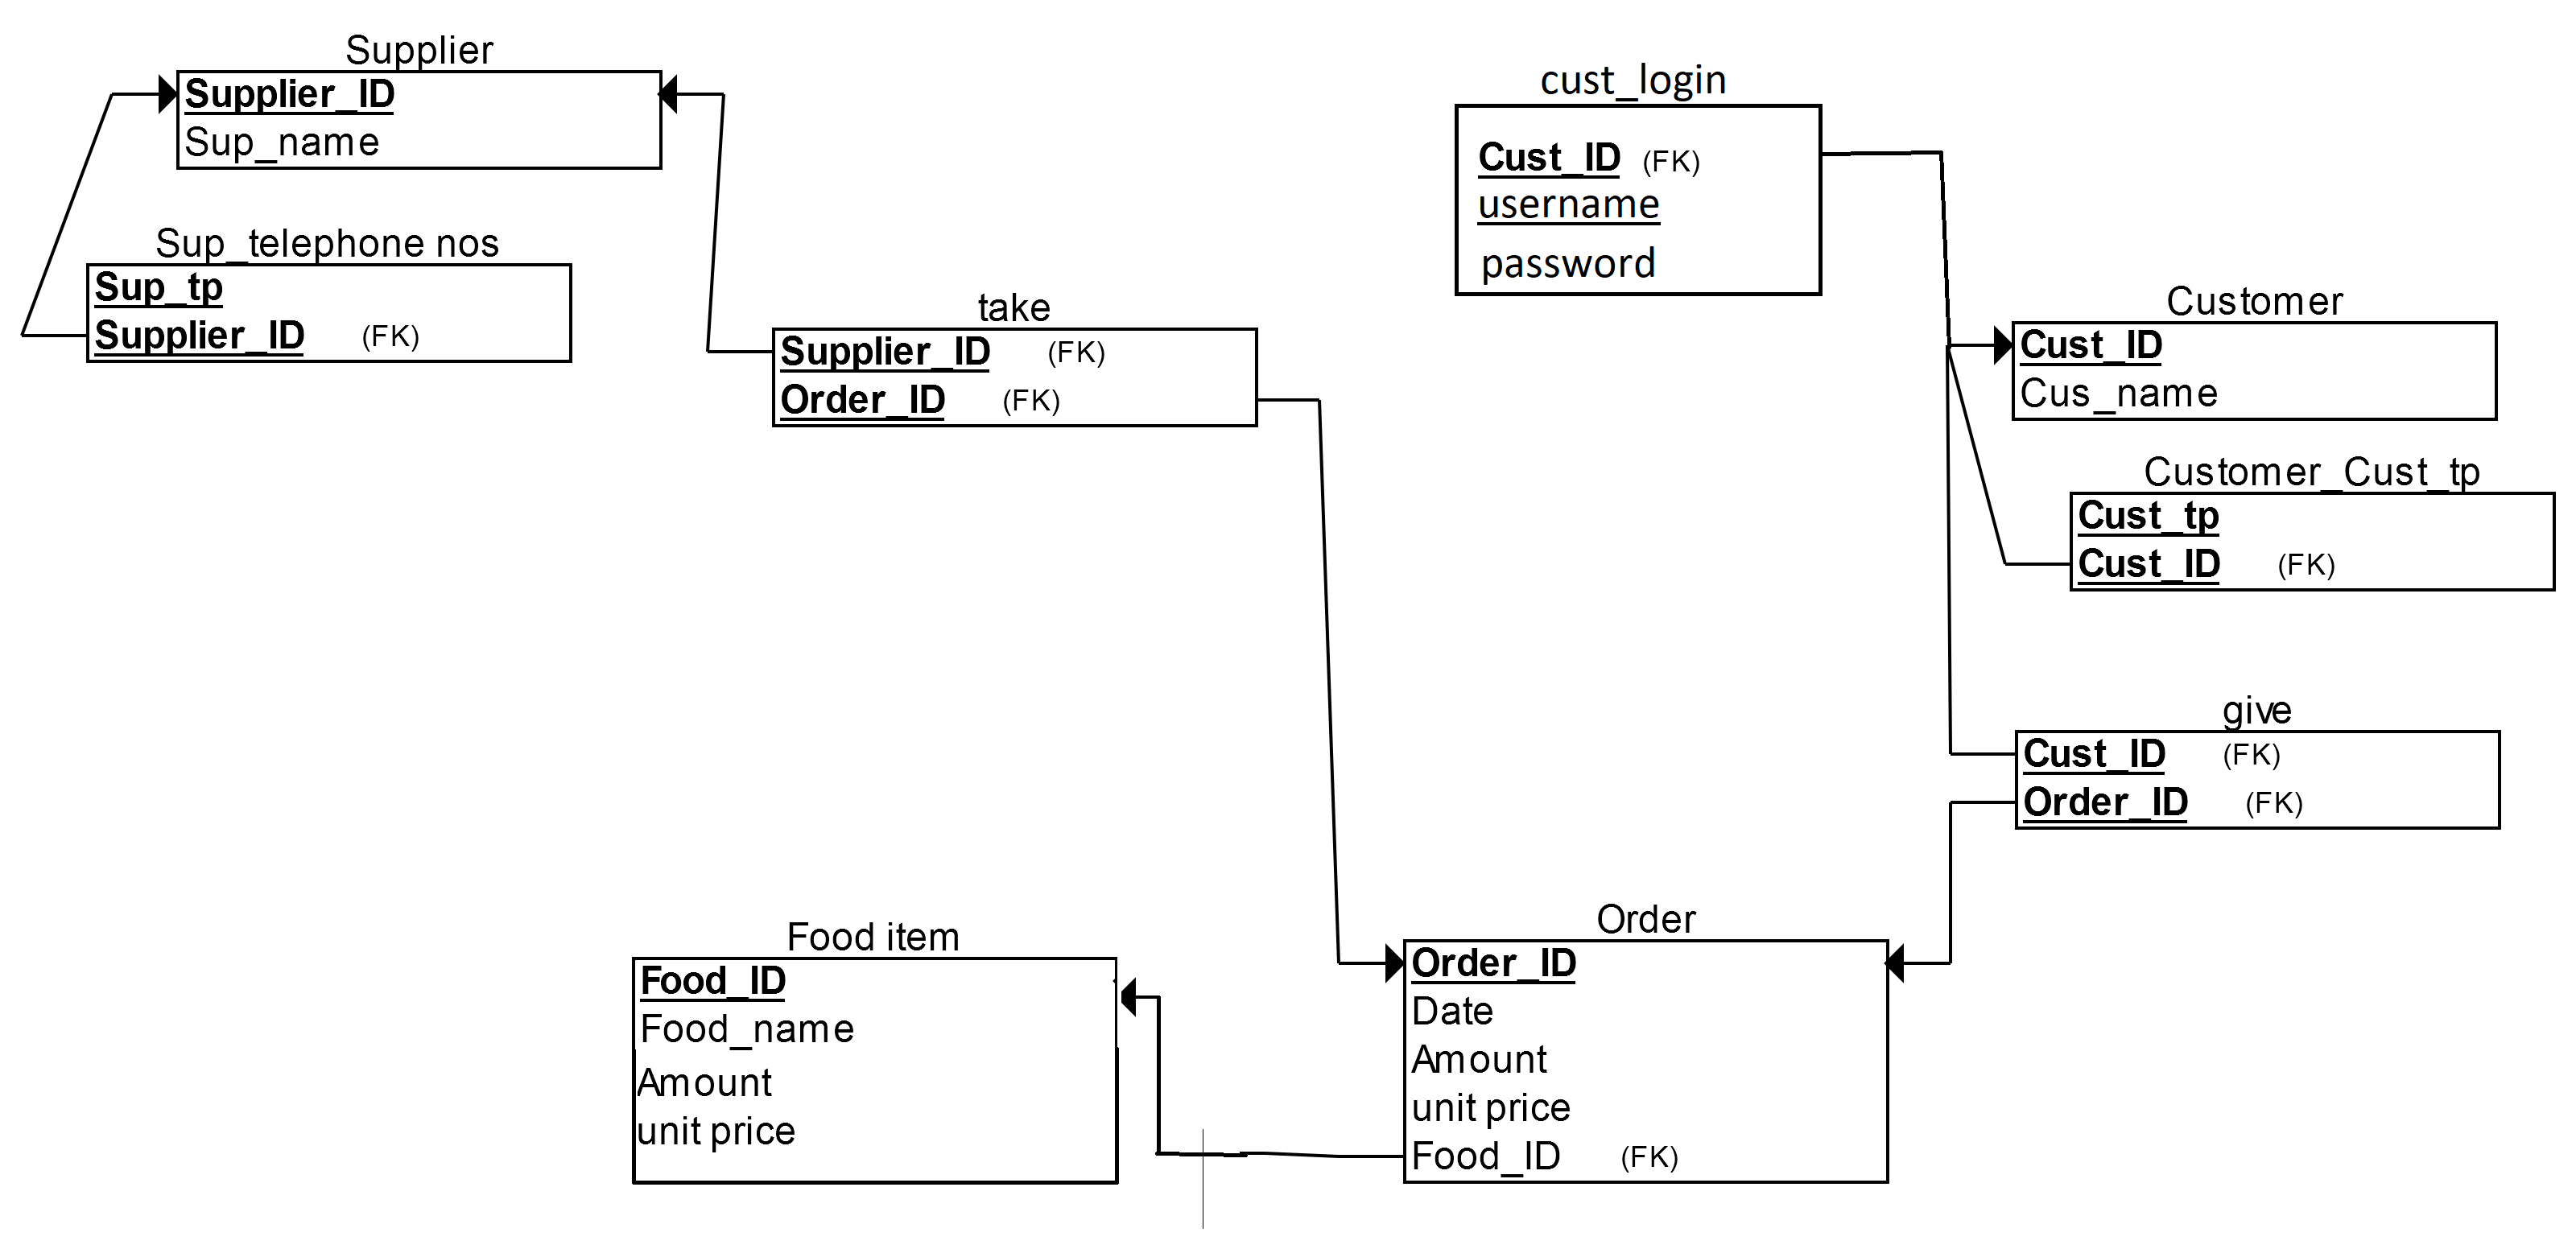 Supplier
Supplier_ID
Sup_name
Sup_telephone nos
Sup_tp
Supplier_ID (FK)
take
Supplier_ID (FK)
Order_ID (FK)
cust_login
Cust_ID (FK)
username
password
Customer
Cust_ID
Cus_name
Customer_Cust_tp
Cust_tp
Cust_ID (FK)
give
Cust_ID (FK)
Order_ID (FK)
Food item
Food_ID
Food_name
Amount
unit price
Order
Order_ID
Date
Amount
unit price
Food_ID (FK)